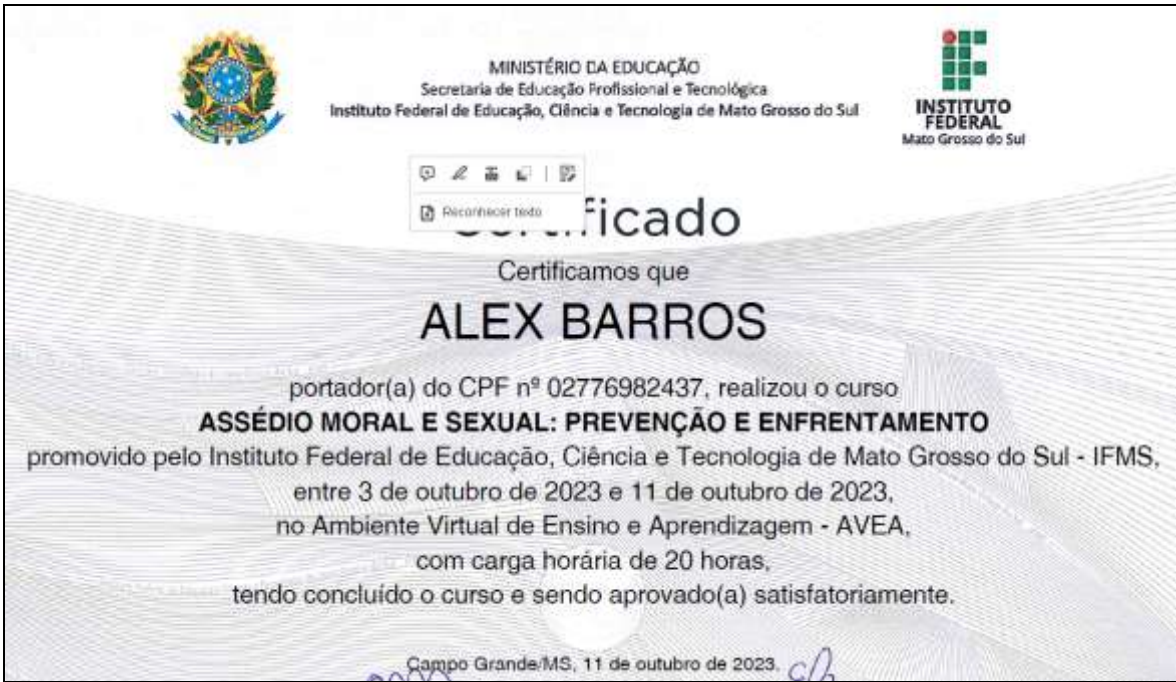 MINISTÉRIO DA EDUCAÇÃO
Secretaria de Educação Profissional e Tecnológica
Instituto Federal de Educação, Ciência e Tecnologia de Mato Grosso do Sul
INSTITUTO
FEDERAL
Mato Grosso do Sul
Reconhecer texto
Certificado
Certificamos que
ALEX BARROS
portador(a) do CPF nº 02776982437, realizou o curso
ASSÉDIO MORAL E SEXUAL: PREVENÇÃO E ENFRENTAMENTO
promovido pelo Instituto Federal de Educação, Ciência e Tecnologia de Mato Grosso do Sul - IFMS,
entre 3 de outubro de 2023 e 11 de outubro de 2023,
no Ambiente Virtual de Ensino e Aprendizagem - AVEA,
com carga horária de 20 horas,
tendo concluído o curso e sendo aprovado(a) satisfatoriamente.
Campo Grande/MS, 11 de outubro de 2023.